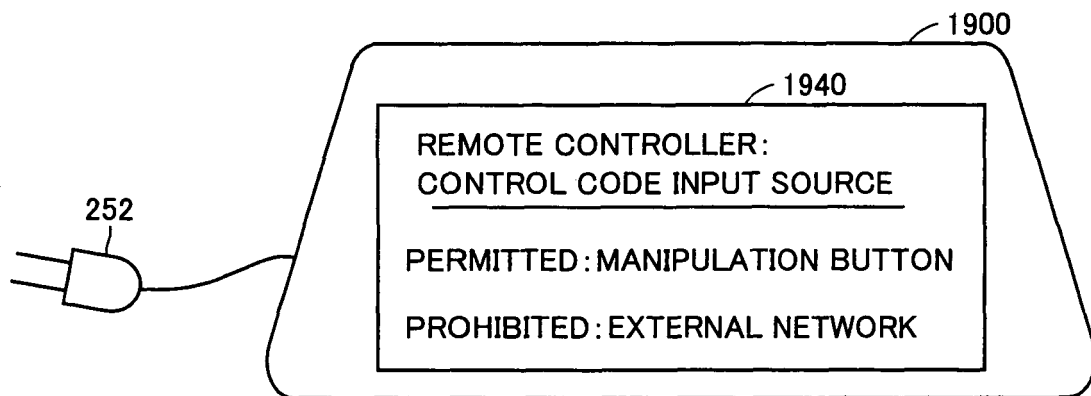 1900
1940
REMOTE CONTROLLER:
CONTROL CODE INPUT SOURCE
252
PERMITTED: MANIPULATION BUTTON
PROHIBITED: EXTERNAL NETWORK